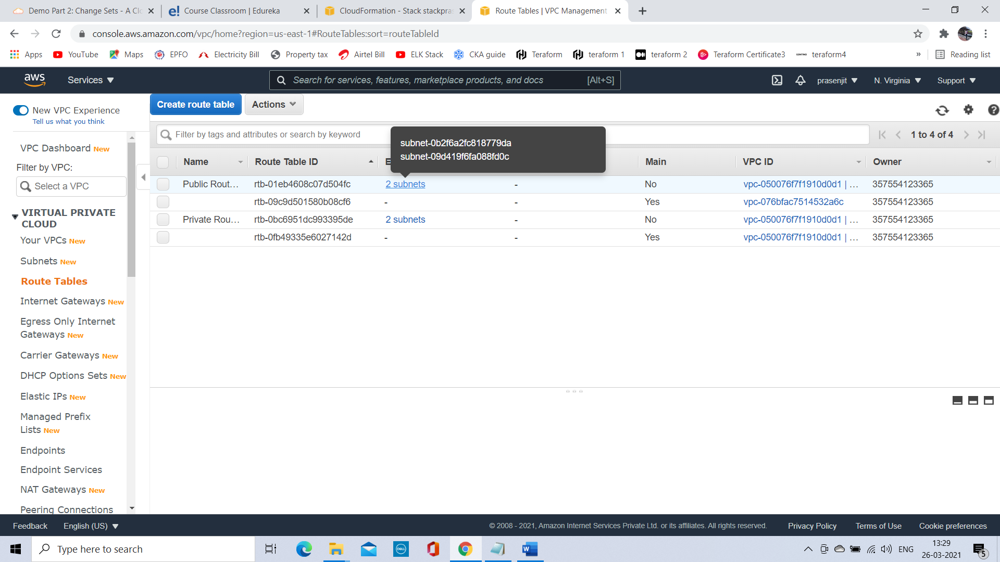 Demo Part 2: Change Sets - A Clo
Course Classroom | Edureka
CloudFormation - Stack stackpras
Route Tables | VPC Management
console.aws.amazon.com/vpc/home?region=us-east-1#RouteTables:sort=routeTableId
Apps
YouTube
Maps
EPFO
Electricity Bill
Property tax
Airtel Bill
ELK Stack
CKA guide
Teraform
teraform 1
teraform 2
Teraform Certificate3
teraform4
»
Reading list
aws
Services
Search for services, features, marketplace products, and docs
[Alt+S]
prasenjit
N. Virginia
Support
New VPC Experience
Tell us what you think
Create route table
Actions
Filter by tags and attributes or search by keyword
1 to 4 of 4
subnet-0b2f6a2fc818779da
subnet-09d419f6fa088fd0c
VPC Dashboard New
Filter by VPC:
Select a VPC
VIRTUAL PRIVATE
CLOUD
Your VPCs New
Subnets New
Route Tables
Internet Gateways New
Egress Only Internet
Gateways New
Carrier Gateways New
DHCP Options Sets New
Elastic IPs New
Managed Prefix
Lists New
Endpoints
Endpoint Services
NAT Gateways New
Peering Connections
Name Route Table ID Main VPC ID Owner
Public Rout... rtb-01eb4608c07d504fc 2 subnets - No vpc-050076f7f1910d0d1 | ... 357554123365
rtb-09c9d501580b08cf6 - - Yes vpc-076bfac7514532a6c 357554123365
Private Rou... rtb-0bc6951dc993395de 2 subnets - No vpc-050076f7f1910d0d1 | ... 357554123365
rtb-0fb49335e6027142d - - Yes vpc-050076f7f1910d0d1 | ... 357554123365
Feedback
English (US)
© 2008 - 2021, Amazon Internet Services Private Ltd. or its affiliates. All rights reserved.
Privacy Policy
Terms of Use
Cookie preferences
Type here to search
DELL
ENG
13:29
26-03-2021
5